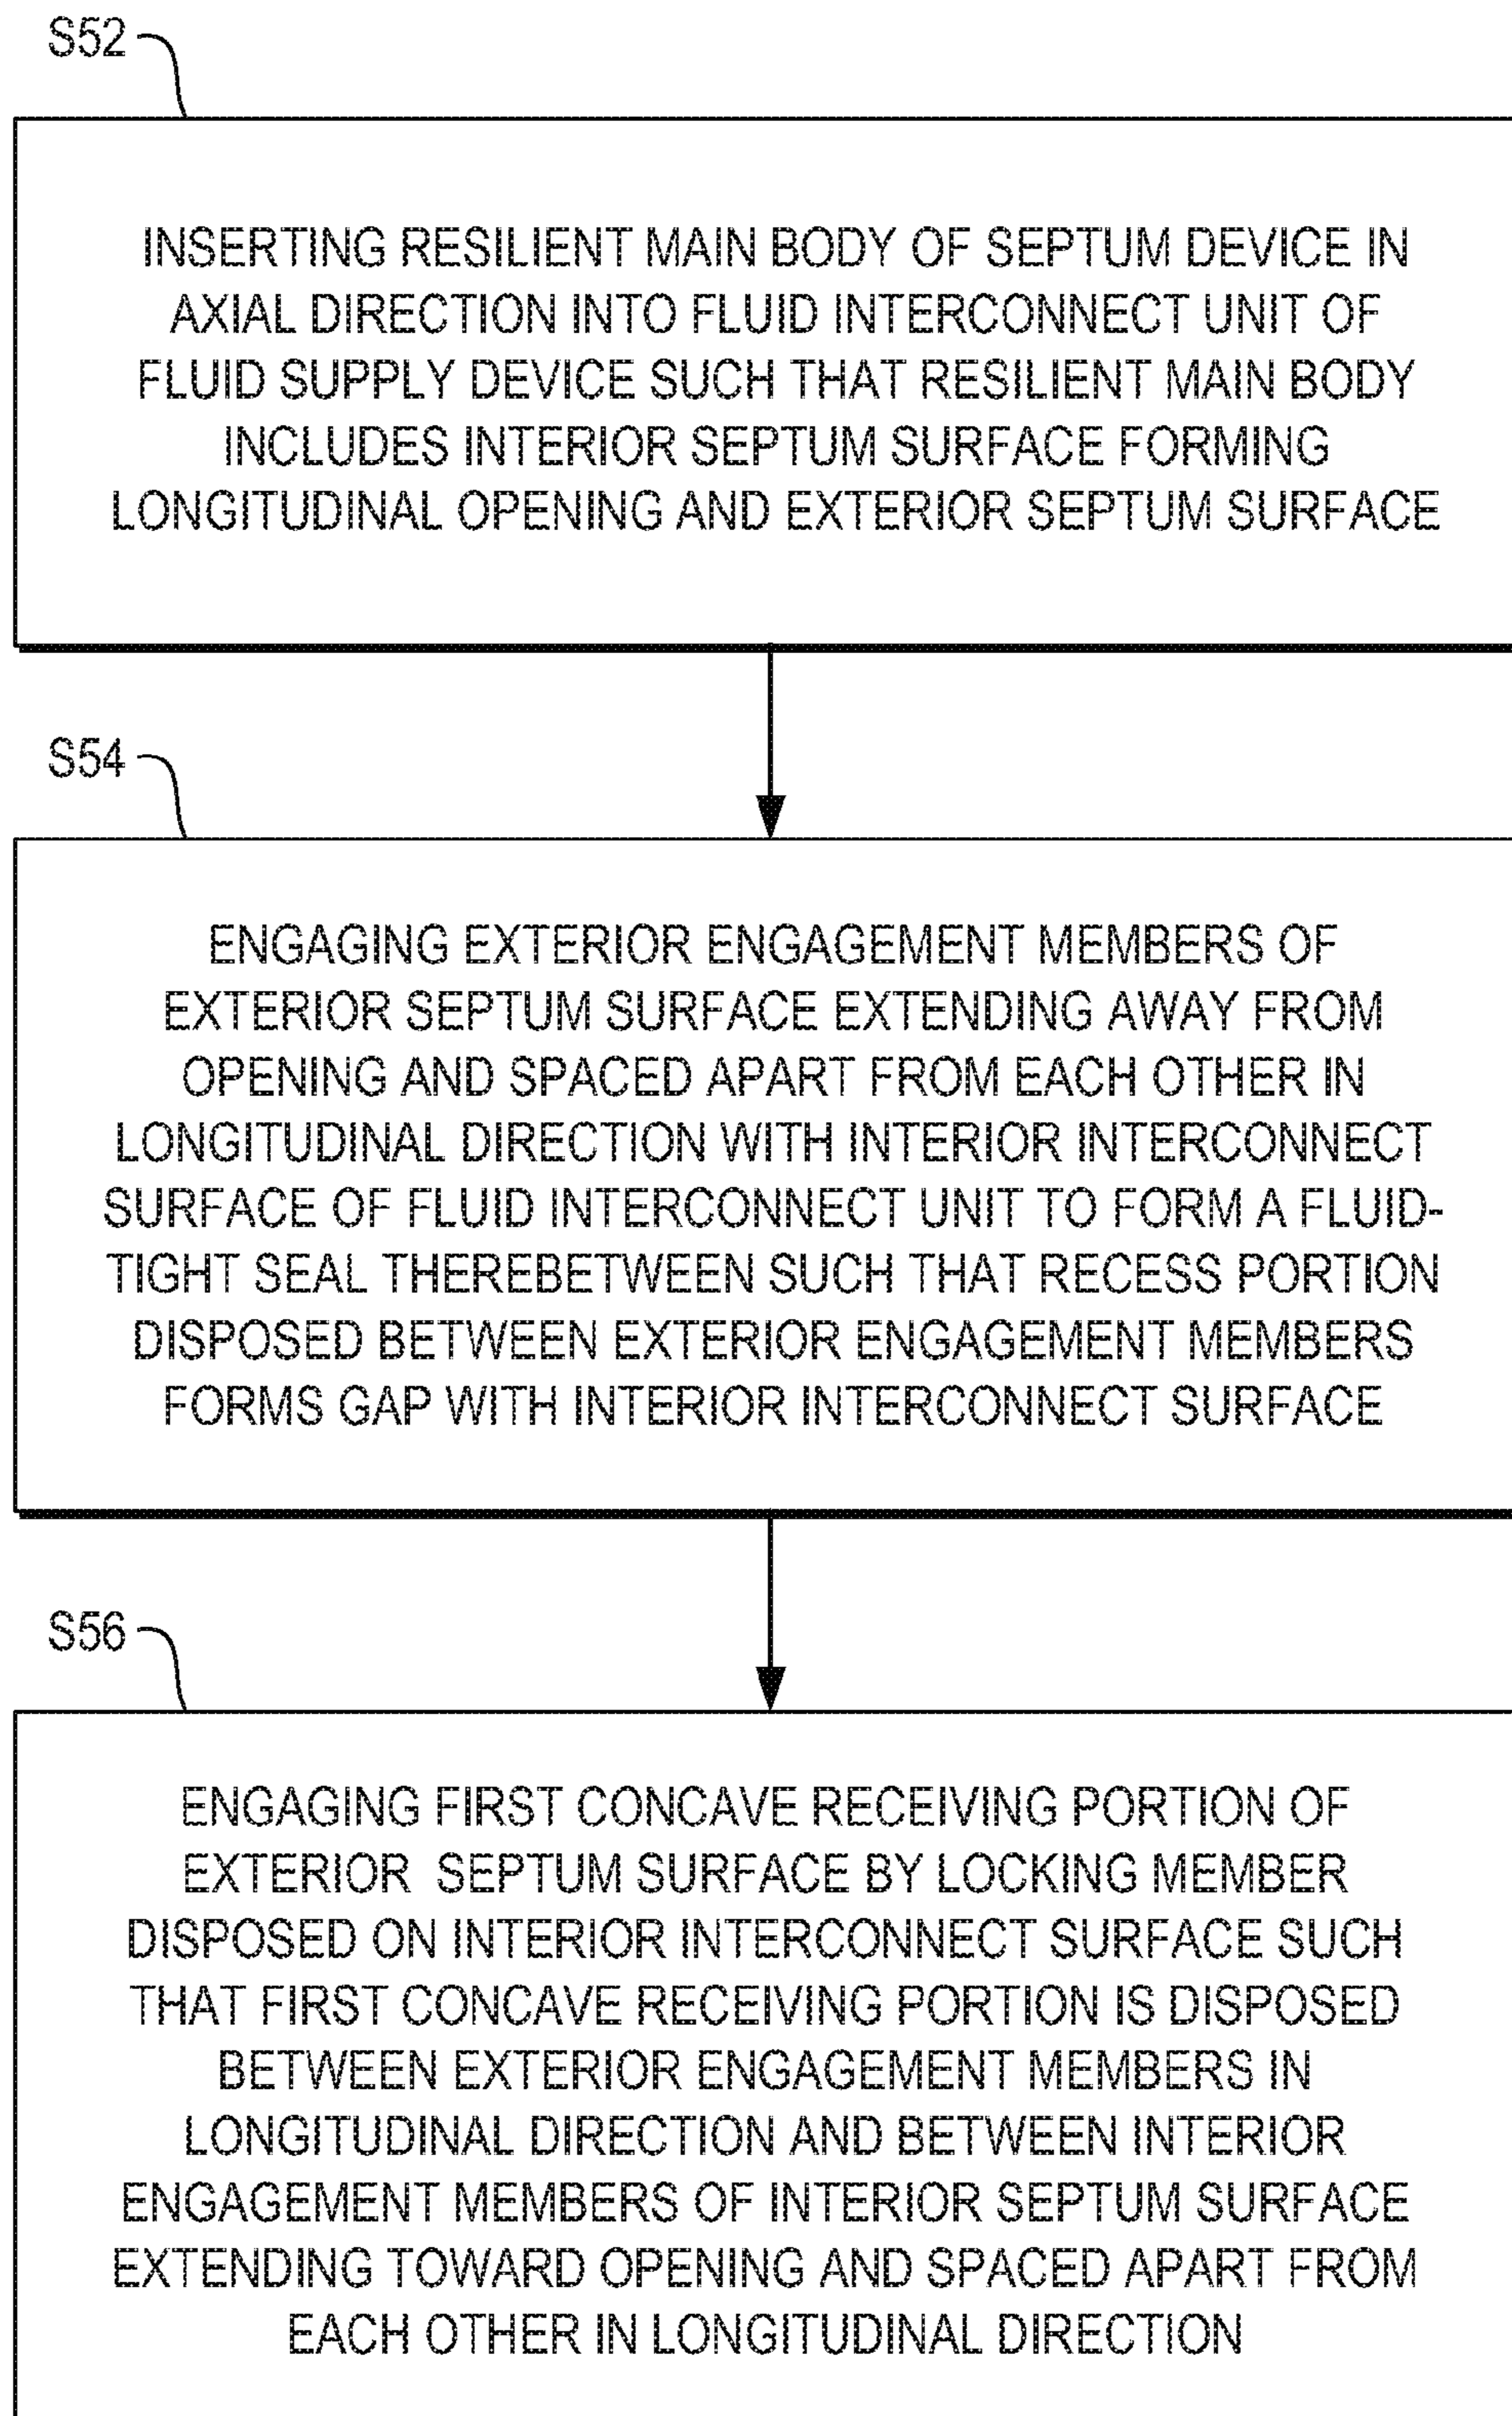 S52
INSERTING RESILIENT MAIN BODY OF SEPTUM DEVICE IN
AXIAL DIRECTION INTO FLUID INTERCONNECT UNIT OF
FLUID SUPPLY DEVICE SUCH THAT RESILIENT MAIN BODY
INCLUDES INTERIOR SEPTUM SURFACE FORMING
LONGITUDINAL OPENING AND EXTERIOR SEPTUM SURFACE
S54
ENGAGING EXTERIOR ENGAGEMENT MEMBERS OF
EXTERIOR SEPTUM SURFACE EXTENDING AWAY FROM
OPENING AND SPACED APART FROM EACH OTHER IN
LONGITUDINAL DIRECTION WITH INTERIOR INTERCONNECT
SURFACE OF FLUID INTERCONNECT UNIT TO FORM A FLUID-
TIGHT SEAL THEREBETWEEN SUCH THAT RECESS PORTION
DISPOSED BETWEEN EXTERIOR ENGAGEMENT MEMBERS
FORMS GAP WITH INTERIOR INTERCONNECT SURFACE
S56
ENGAGING FIRST CONCAVE RECEIVING PORTION OF
EXTERIOR SEPTUM SURFACE BY LOCKING MEMBER
DISPOSED ON INTERIOR INTERCONNECT SURFACE SUCH
THAT FIRST CONCAVE RECEIVING PORTION IS DISPOSED
BETWEEN EXTERIOR ENGAGEMENT MEMBERS IN
LONGITUDINAL DIRECTION AND BETWEEN INTERIOR
ENGAGEMENT MEMBERS OF INTERIOR SEPTUM SURFACE
EXTENDING TOWARD OPENING AND SPACED APART FROM
EACH OTHER IN LONGITUDINAL DIRECTION